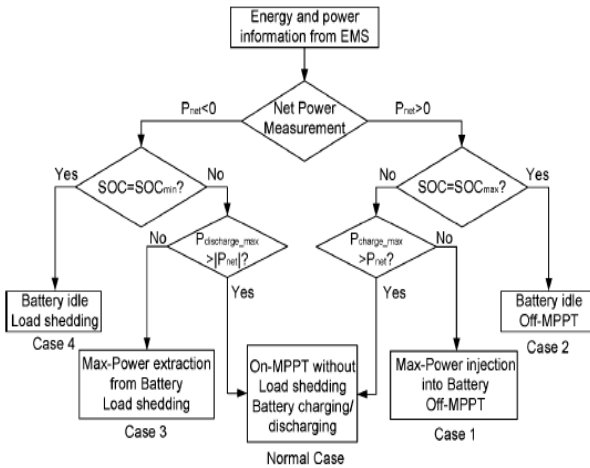 Energy and power
information from EMS
Pnet<0
Net Power
Measurement
Pnet>0
Yes
SOC=SOCmin?
No
No
SOC=SOCmax?
Yes
No
Pdischarge_max
>|Pnet|?
Yes
Pcharge_max
>Pnet?
No
Yes
Battery idle
Load shedding
Case 4
Max-Power extraction
from Battery
Load shedding
Case 3
On-MPPT without
Load shedding
Battery charging/
discharging
Normal Case
Max-Power injection
into Battery
Off-MPPT
Case 1
Battery idle
Off-MPPT
Case 2